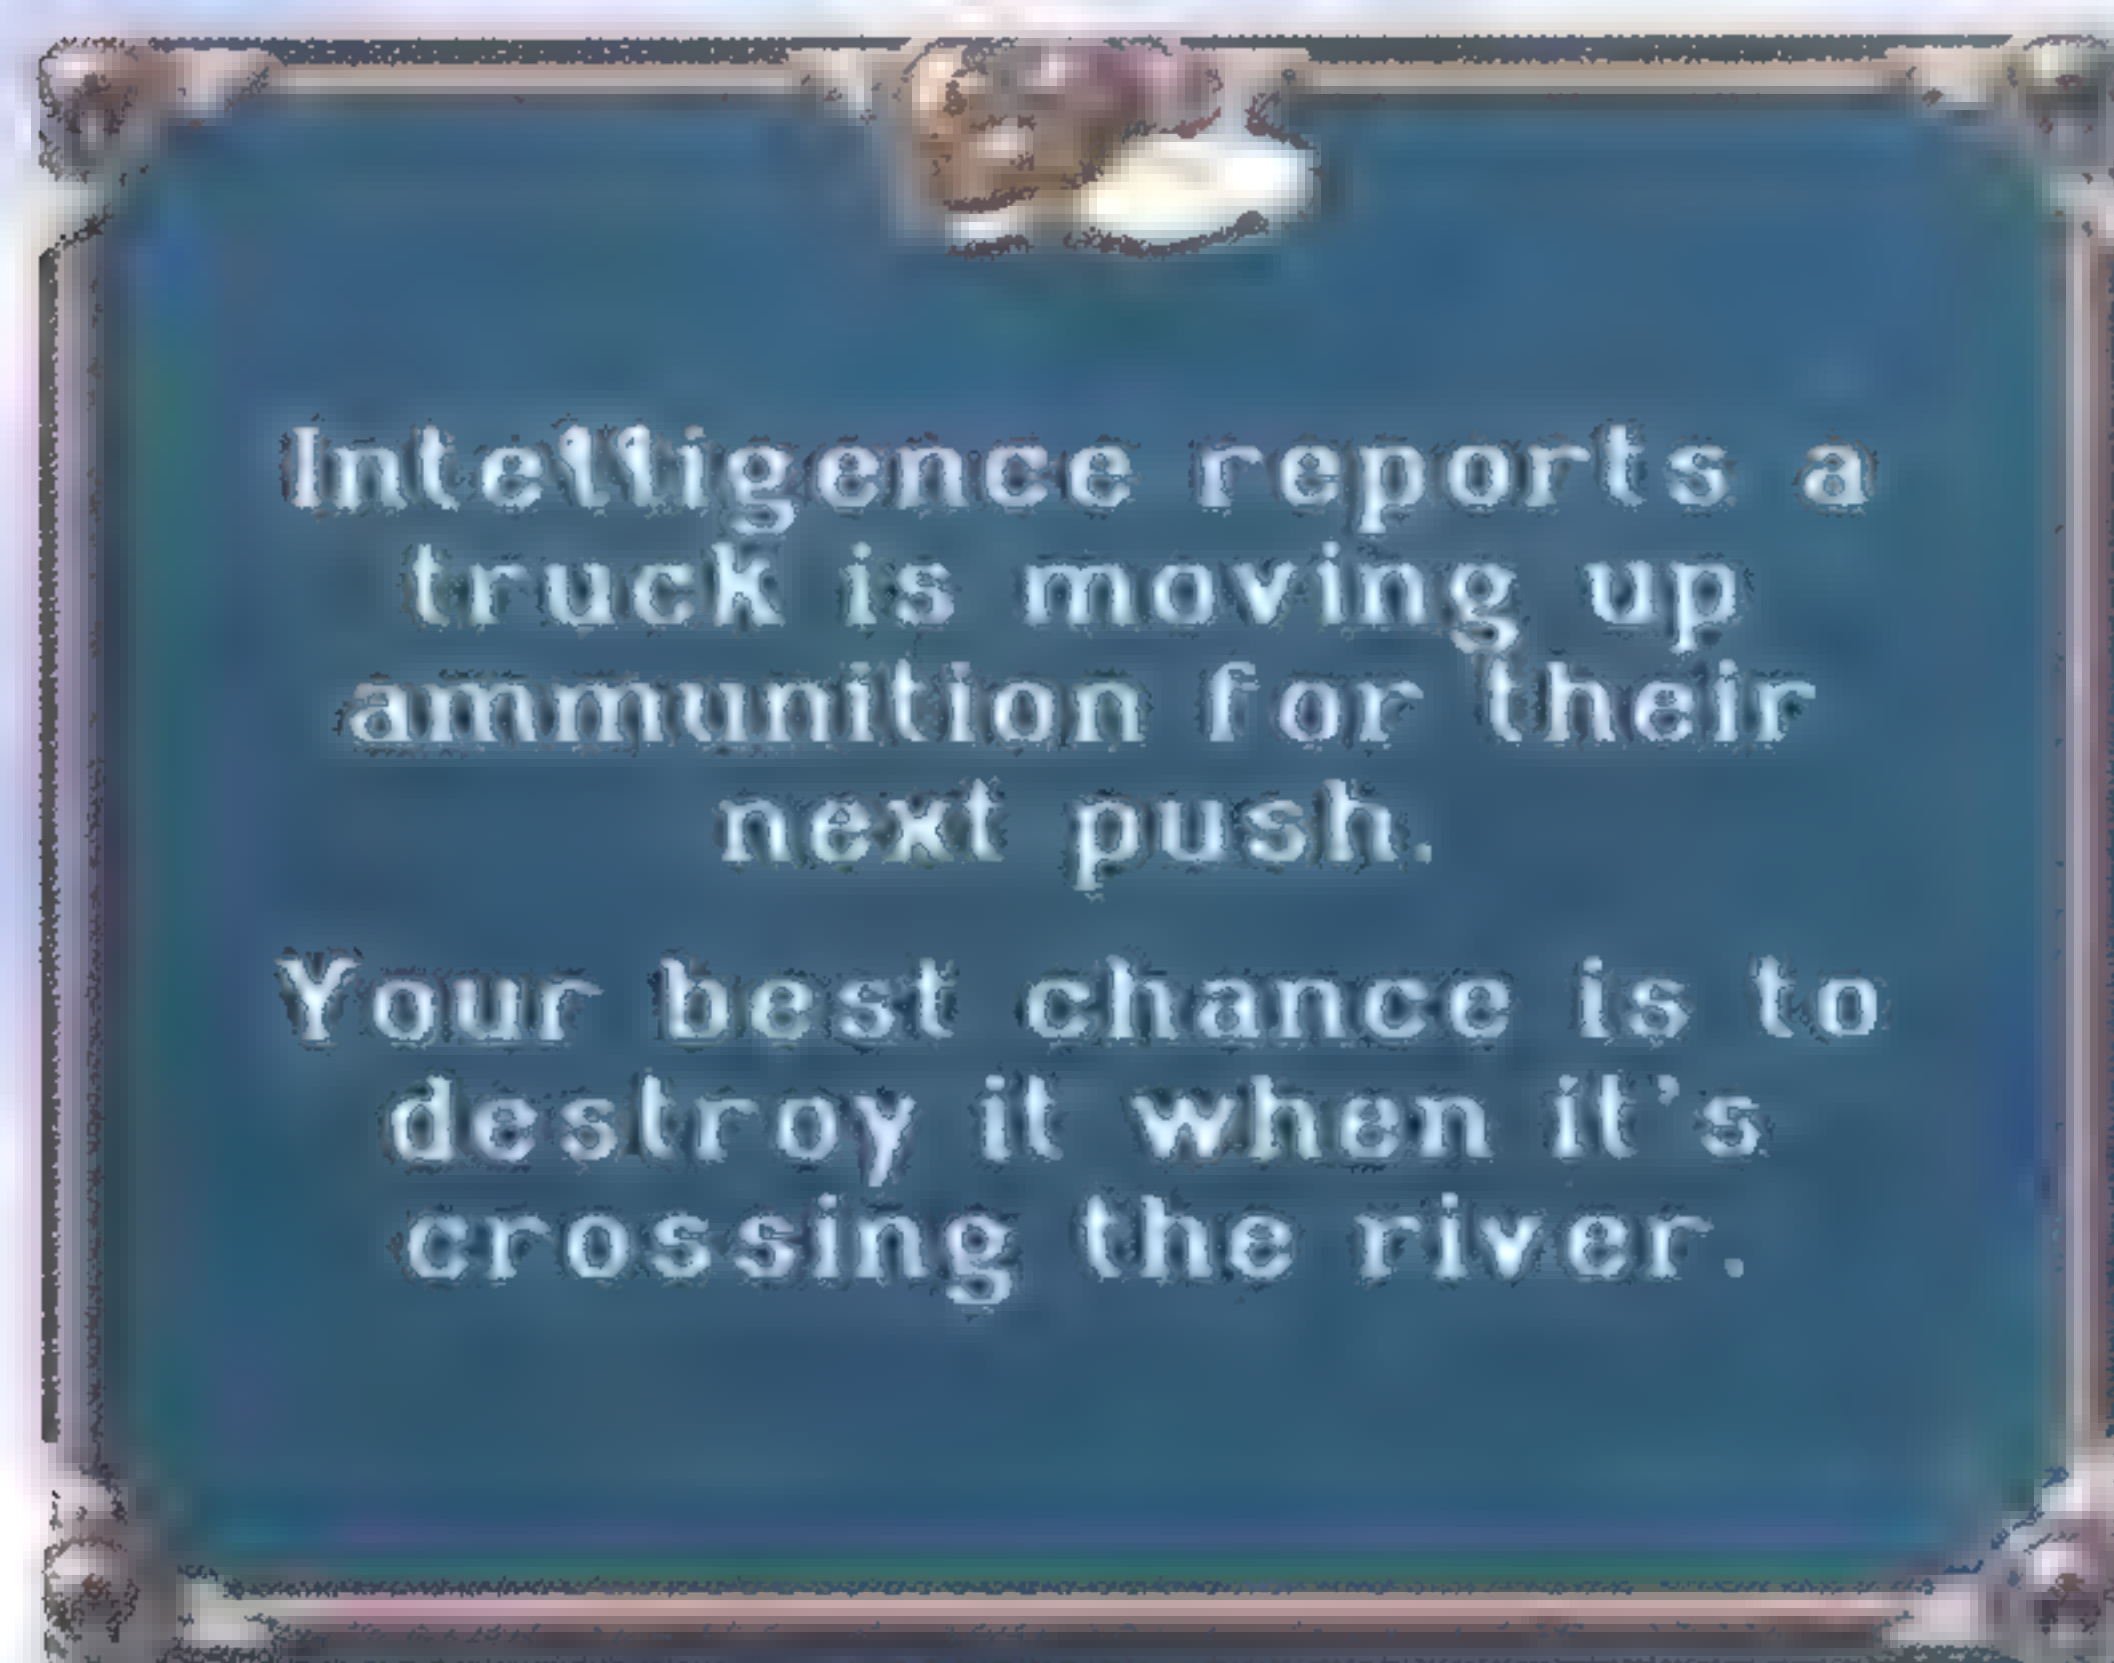 Intelligence reports a
truck is moving up
ammunition for their
next push.
Your best chance is to
destroy it when it's
crossing the river.